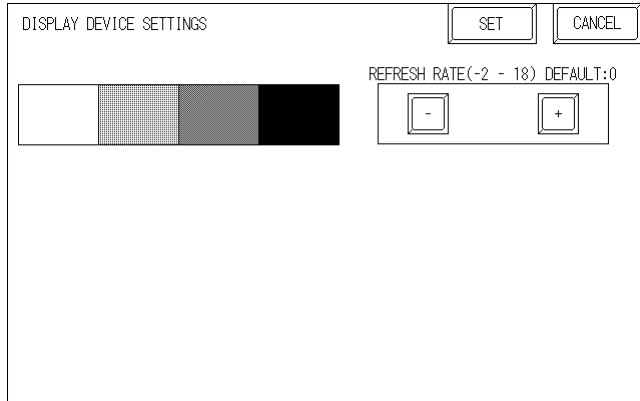 DISPLAY DEVICE SETTINGS
SET
CANCEL
REFRESH RATE(-2 - 18) DEFAULT:0
-
+